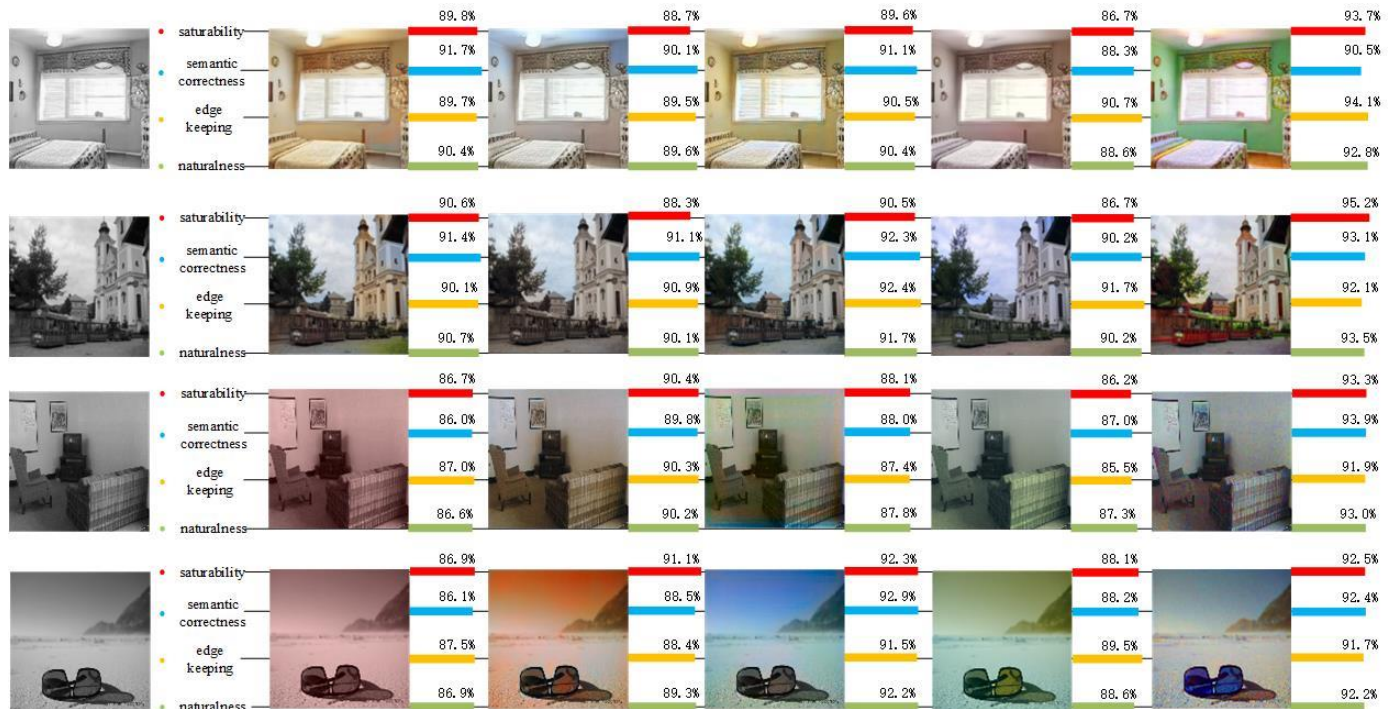 89.8% 88.7% 89.6% 86.7% 93.7%
saturability
91.7% 90.1% 91.1% 88.3% 90.5%
semantic
correctness
89.7% 89.5% 90.5% 90.7% 94.1%
edge
keeping
90.4% 89.6% 90.4% 88.6% 92.8%
naturalness
90.6% 88.3% 90.5% 86.7% 95.2%
saturability
91.4% 91.1% 92.3% 90.2% 93.1%
semantic
correctness
90.1% 90.9% 92.4% 91.7% 92.1%
edge
keeping
90.7% 90.1% 91.7% 90.2% 93.5%
naturalness
86.7% 90.4% 88.1% 86.2% 93.3%
saturability
86.0% 89.8% 88.0% 87.0% 93.9%
semantic
correctness
87.0% 90.3% 87.4% 85.5% 91.9%
edge
keeping
86.6% 90.2% 87.8% 87.3% 93.0%
naturalness
86.9% 91.1% 92.3% 88.1% 92.5%
saturability
86.1% 88.5% 92.9% 88.2% 92.4%
semantic
correctness
87.5% 88.4% 91.5% 89.5% 91.7%
edge
keeping
86.9% 89.3% 92.2% 88.6% 92.2%
naturalness